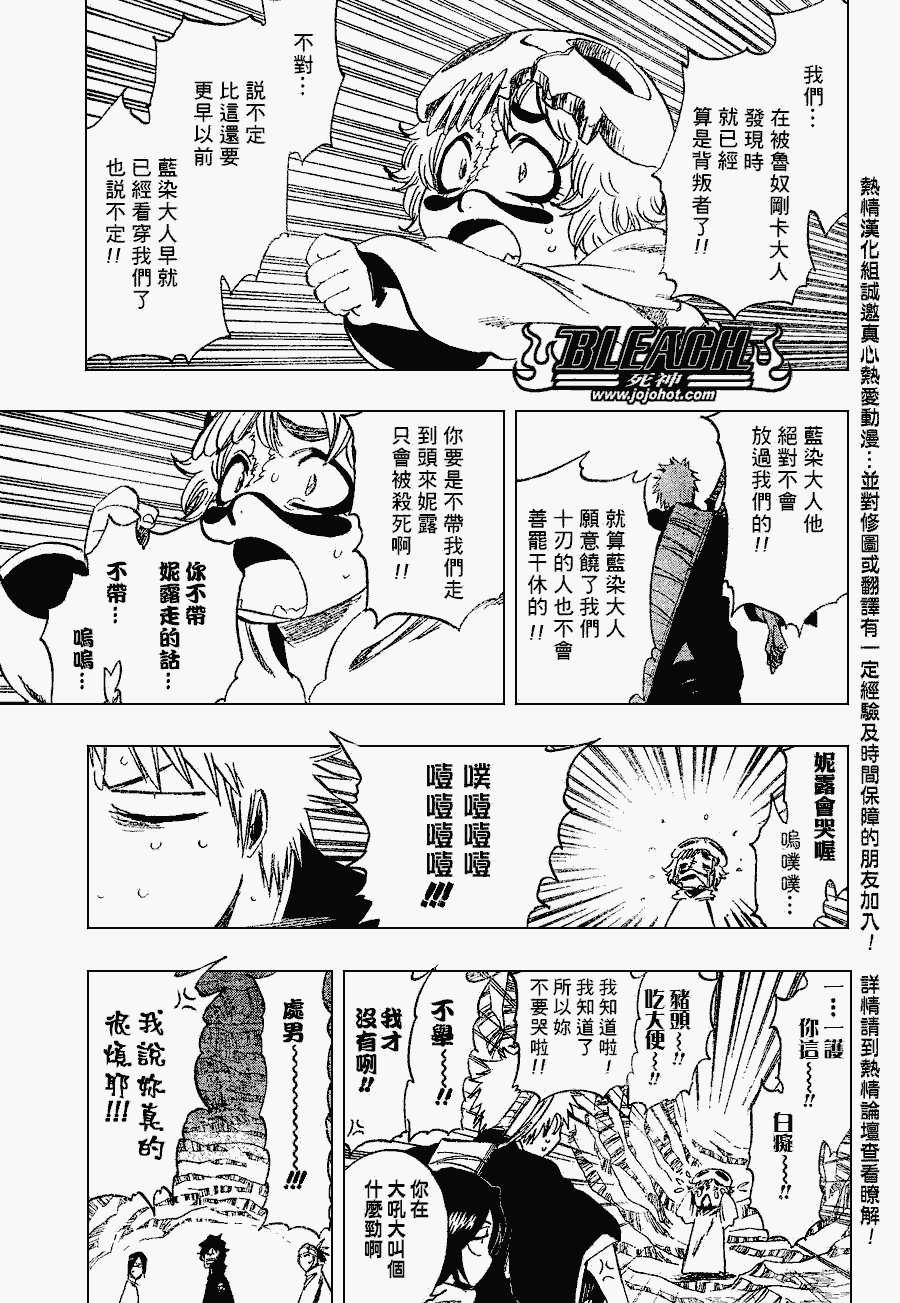 我們…
在被魯奴剛卡大人
發現時
就已經
算是背叛者了!!
不對…
說不定
比這還要
更早以前
藍染大人早就
已經看穿我們了
也說不定!!
BLEACH
死神
www.jojohot.com
藍染大人他
絕對不會
放過我們的!!
就算藍染大人
願意饒了我們
十刃的人也不會
善罷干休的!!
你要是不帶我們走
到頭來妮露
只會被殺死啊!!
你不帶
妮露走的話…
不帶…
嗚嗚…
妮露會哭喔
嗚噗噗…
噗噎噎噎
噎噎噎噎!!!
一…一護
你這~~!!
白癡~~!!
豬頭~!!
吃大便~!!
我知道啦!
我知道了
所以妳
不要哭啦!!
不舉~~!!
我才
沒有咧!!
你在
大吼大叫個
什麼勁啊
處男~~!!!
我說妳真的
很煩耶!!!
熱情漢化組誠邀真心熱愛動漫…並對修圖或翻譯有一定經驗及時間保障的朋友加入! 詳情請到熱情論壇查看瞭解!